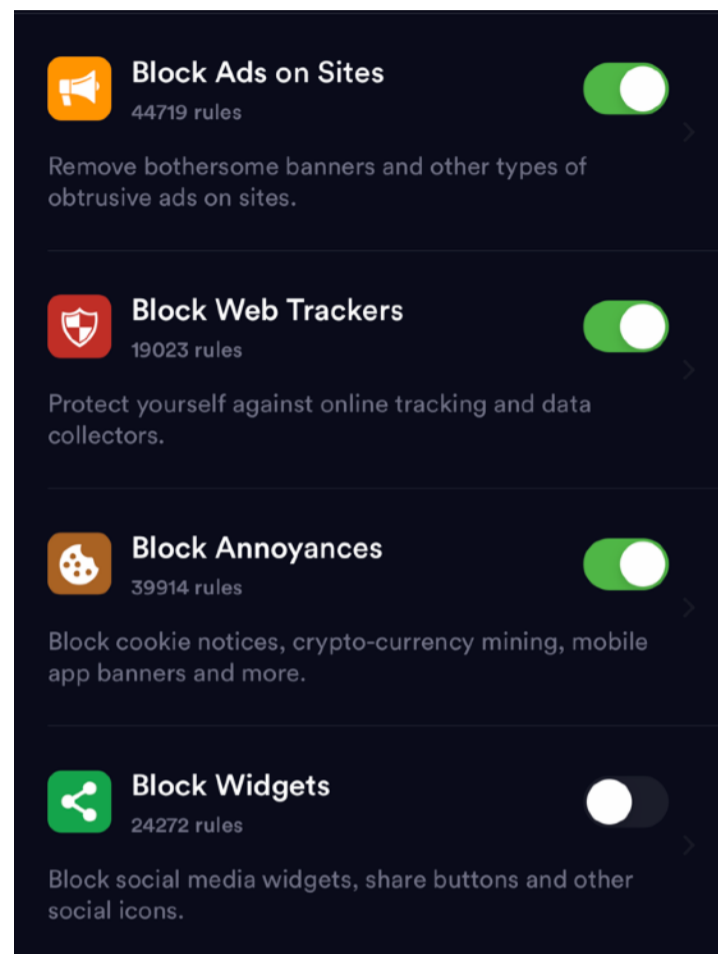 Block Ads on Sites
44719 rules
Remove bothersome banners and other types of
obtrusive ads on sites.
Block Web Trackers
19023 rules
Protect yourself against online tracking and data
collectors.
Block Annoyances
39914 rules
Block cookie notices, crypto-currency mining, mobile
app banners and more.
Block Widgets
24272 rules
Block social media widgets, share buttons and other
social icons.